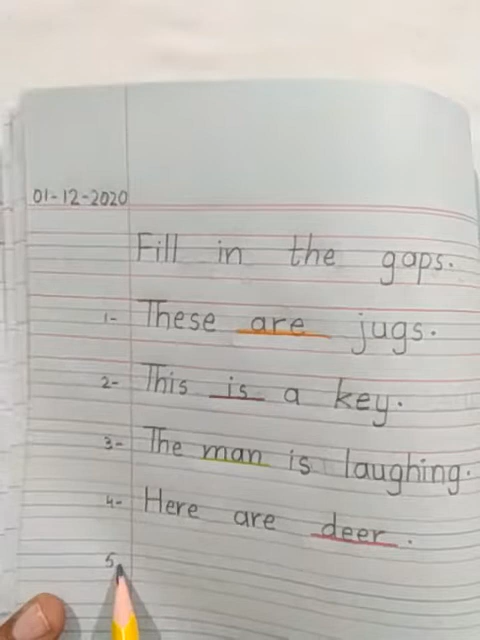 01-12-2020
Fill in the gaps.
1- These are jugs.
2- This is a key.
3- The man is laughing.
4- Here are deer.
5